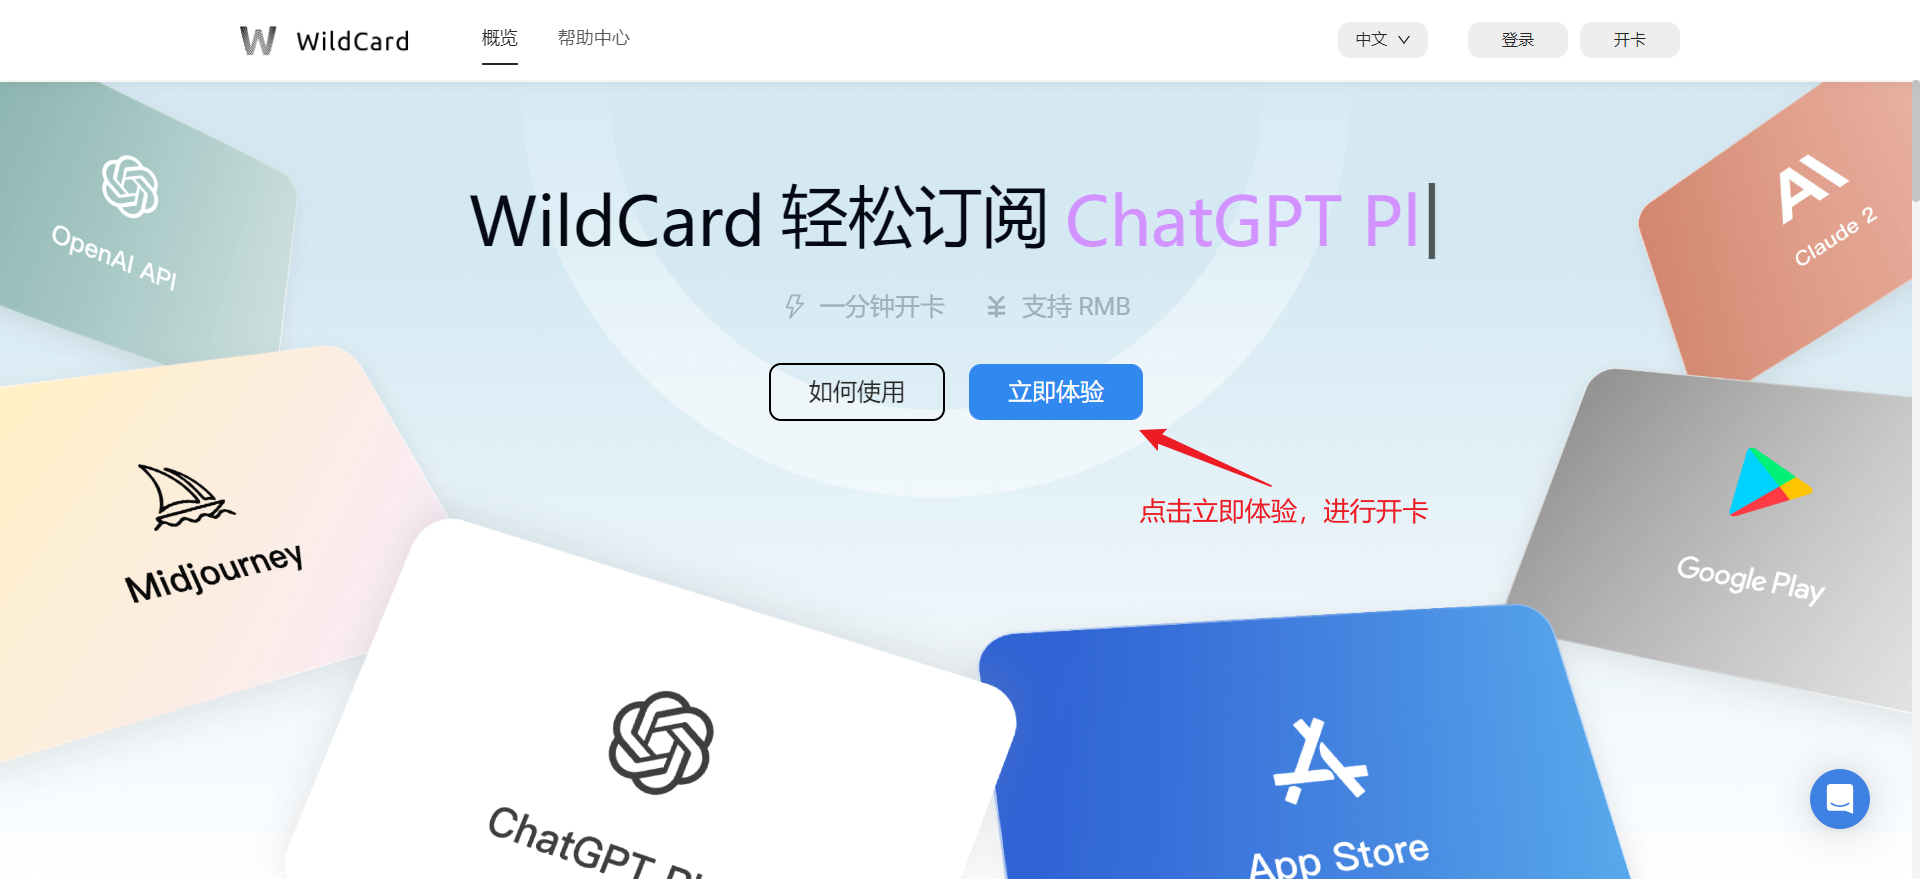 WildCard 概览 帮助中心 中文 登录 开卡
OpenAI API
Claude 2
WildCard 轻松订阅 ChatGPT Pl
一分钟开卡 支持 RMB
如何使用 立即体验
点击立即体验，进行开卡
Midjourney
Google Play
ChatGPT Pl
App Store